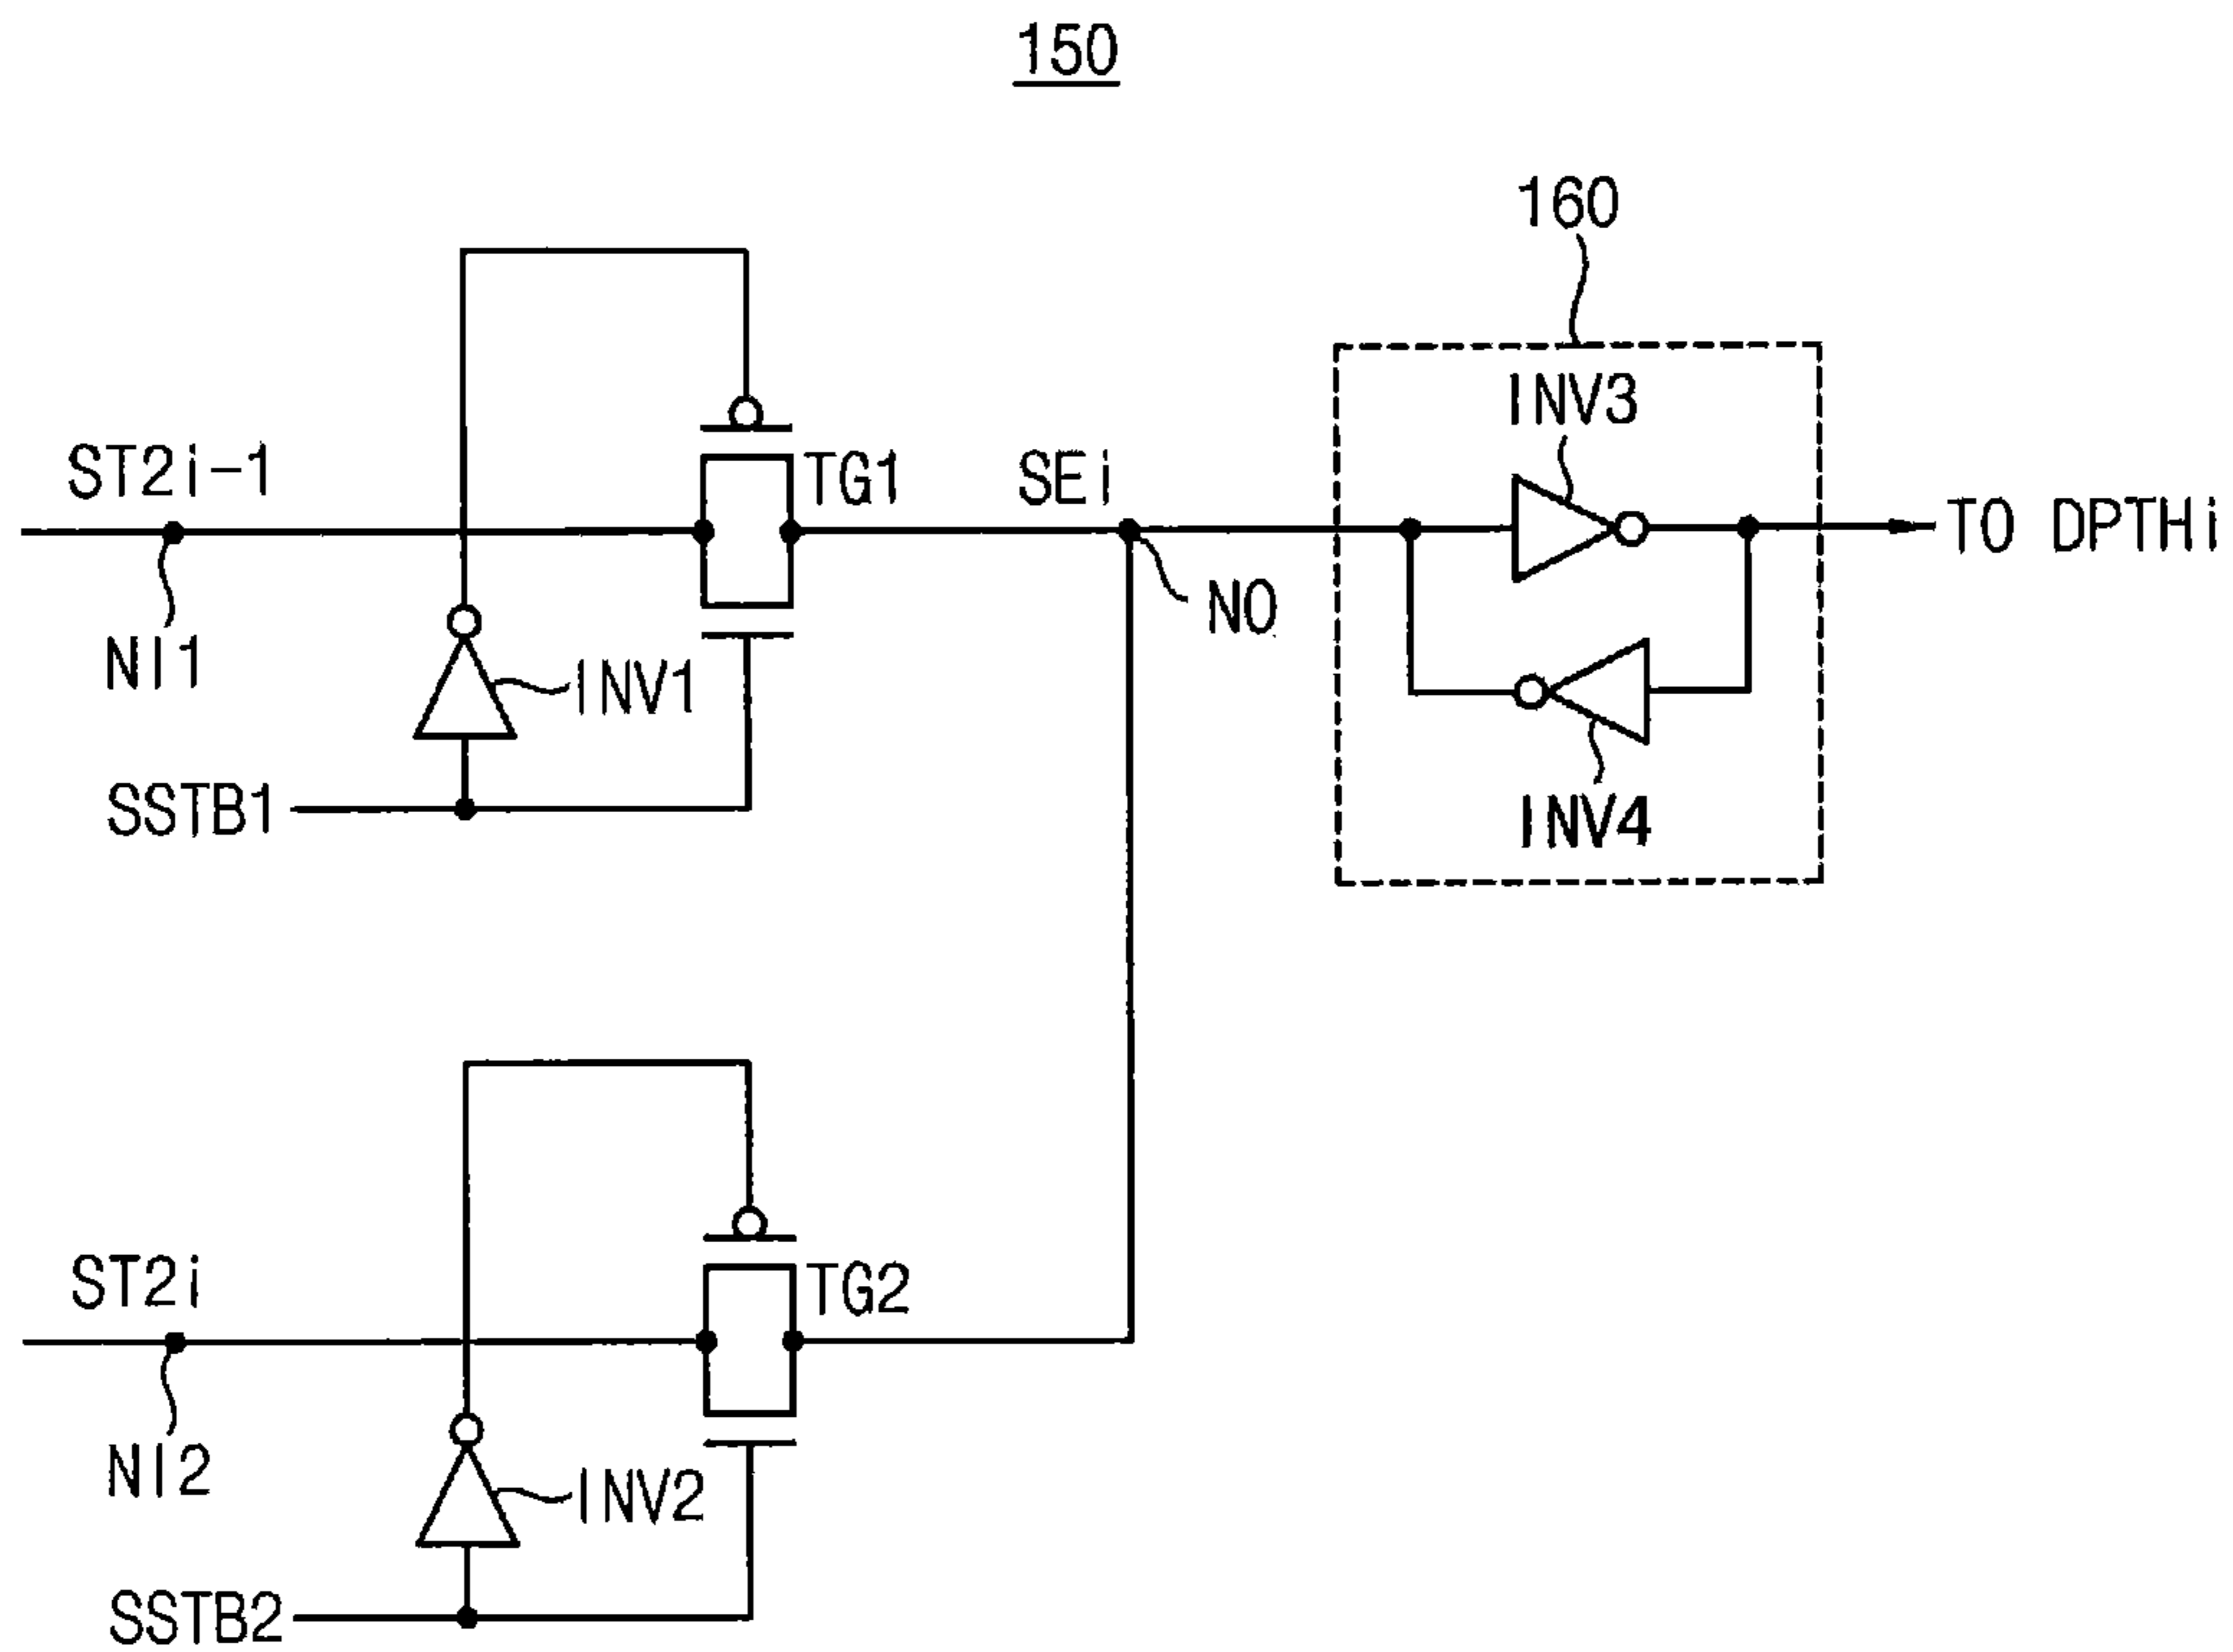 150
160
INV3
ST2i-1
TG1
SEi
TO DPTHi
NO
NI1
INV1
SSTB1
INV4
ST2i
TG2
NI2
INV2
SSTB2